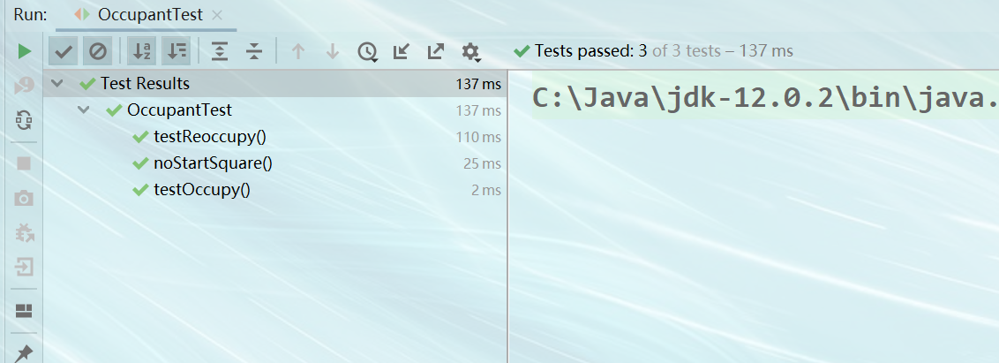 Run: OccupantTest
Tests passed: 3 of 3 tests – 137 ms
Test Results 137 ms
C:\Java\jdk-12.0.2\bin\java.
OccupantTest 137 ms
testReoccupy() 110 ms
noStartSquare() 25 ms
testOccupy() 2 ms